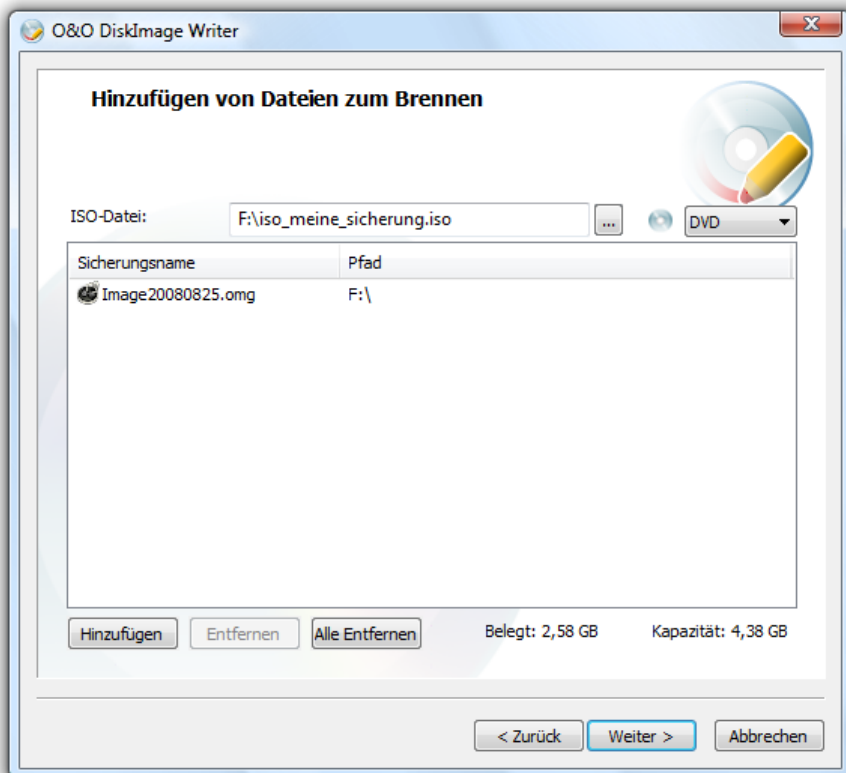 O&O DiskImage Writer
Hinzufügen von Dateien zum Brennen
ISO-Datei: F:\iso_meine_sicherung.iso ... DVD
Sicherungsname Pfad
Image20080825.omg F:\
Hinzufügen Entfernen Alle Entfernen Belegt: 2,58 GB Kapazität: 4,38 GB
< Zurück Weiter > Abbrechen